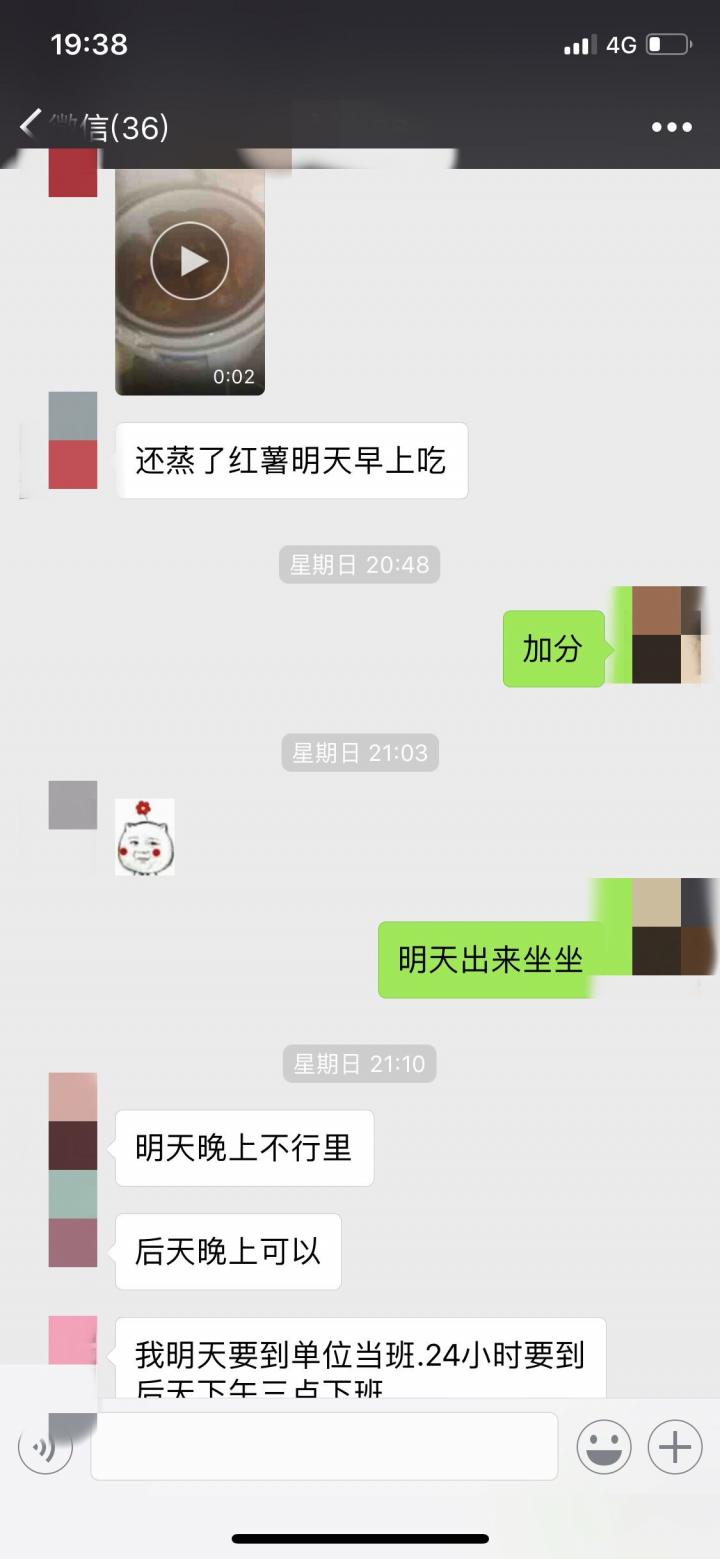 19:38
4G
微信(36)
0:02
还蒸了红薯明天早上吃
星期日 20:48
加分
星期日 21:03
明天出来坐坐
星期日 21:10
明天晚上不行里
后天晚上可以
我明天要到单位当班.24小时要到
后天下午三点下班